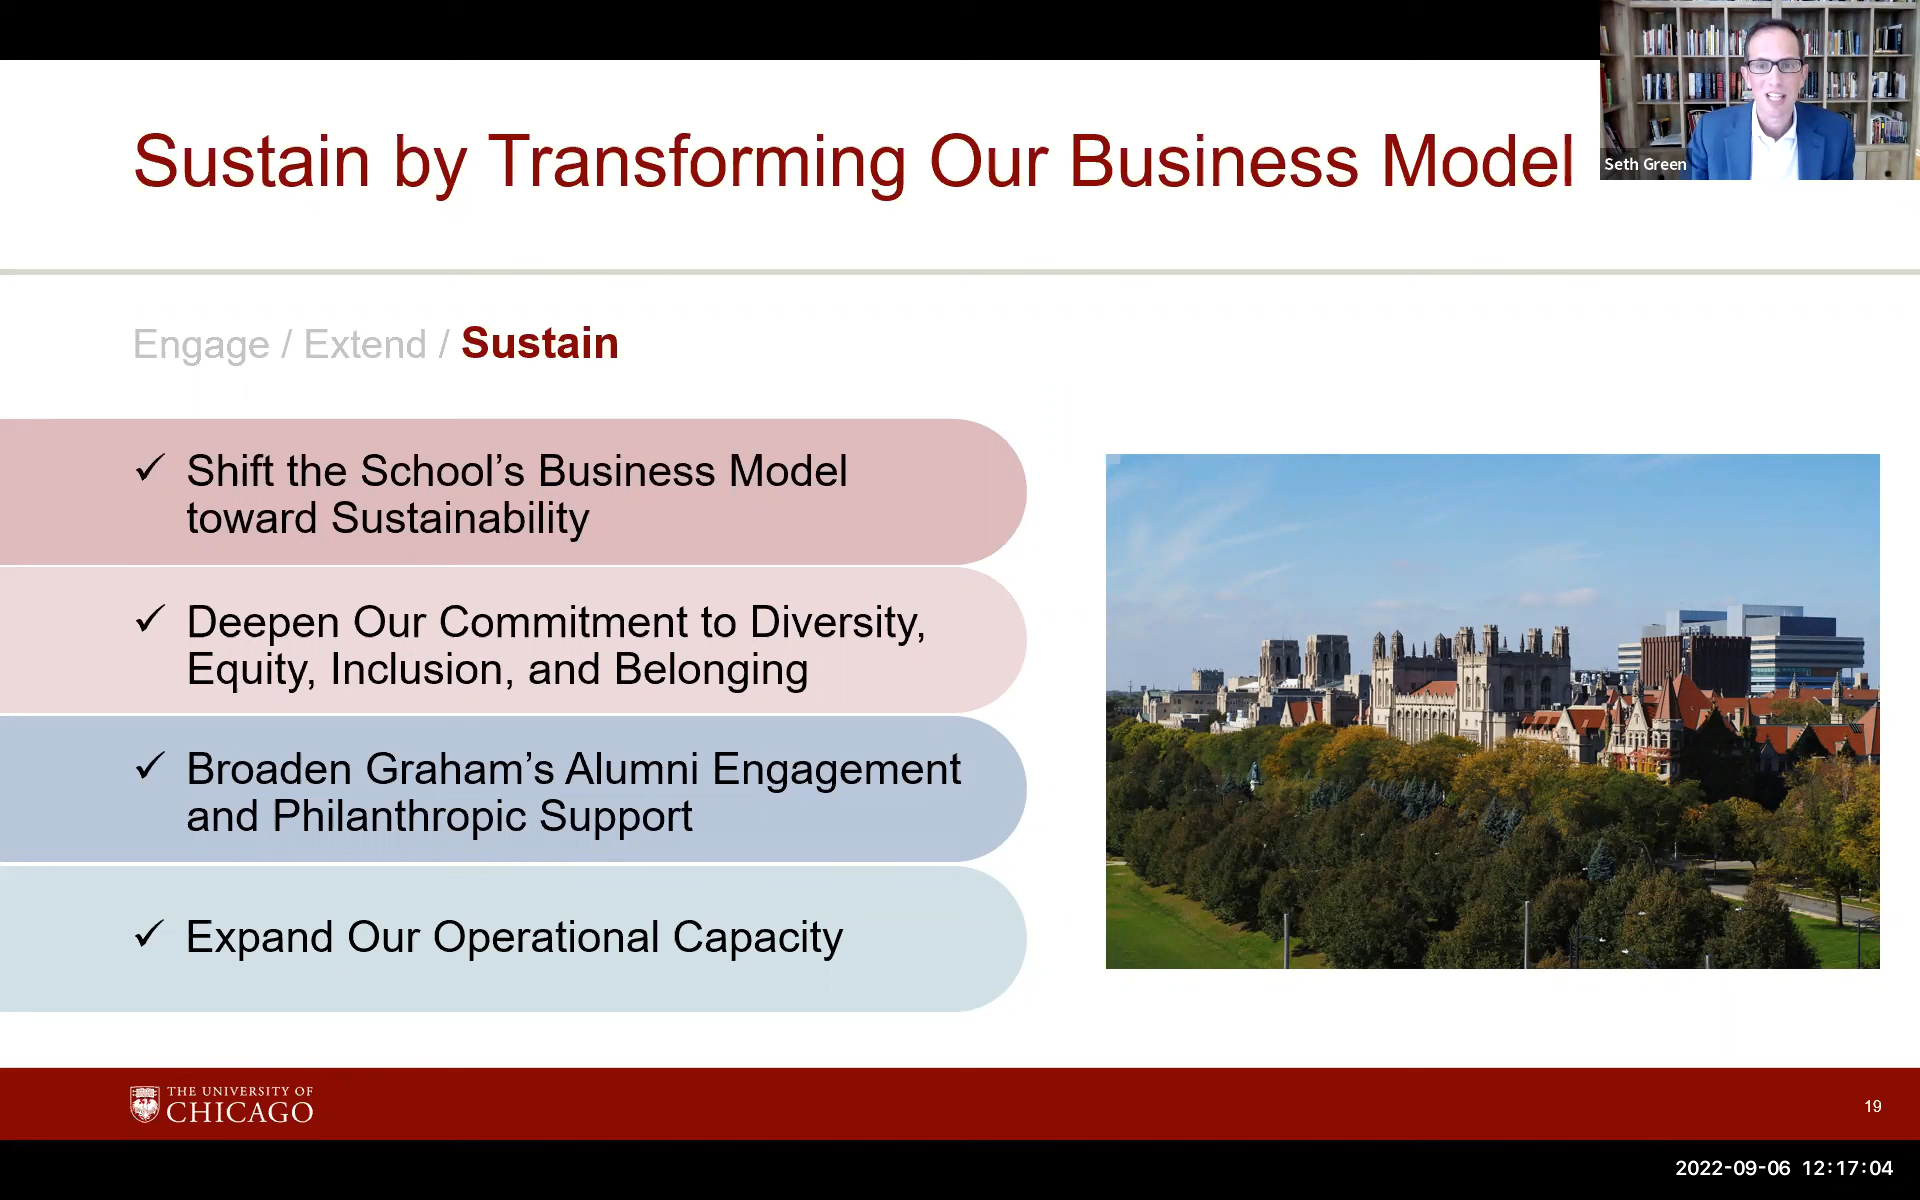 Sustain by Transforming Our Business Model
Seth Green
Engage / Extend / Sustain
✓ Shift the School’s Business Model
toward Sustainability
✓ Deepen Our Commitment to Diversity,
Equity, Inclusion, and Belonging
✓ Broaden Graham’s Alumni Engagement
and Philanthropic Support
✓ Expand Our Operational Capacity
THE UNIVERSITY OF
CHICAGO
19
2022-09-06 12:17:04